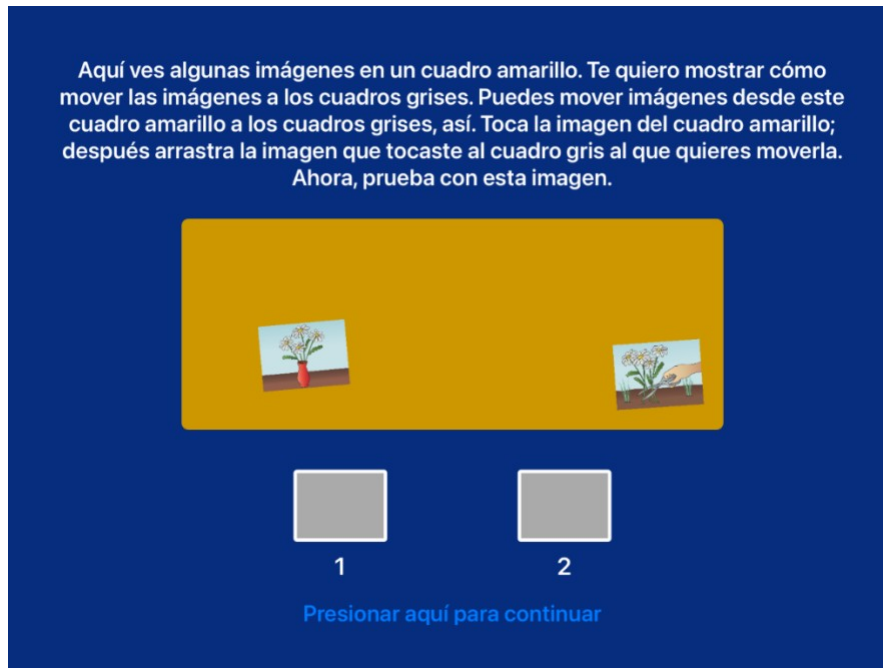 Aquí ves algunas imágenes en un cuadro amarillo. Te quiero mostrar cómo
mover las imágenes a los cuadros grises. Puedes mover imágenes desde este
cuadro amarillo a los cuadros grises, así. Toca la imagen del cuadro amarillo;
después arrastra la imagen que tocaste al cuadro gris al que quieres moverla.
Ahora, prueba con esta imagen.
1 2
Presionar aquí para continuar